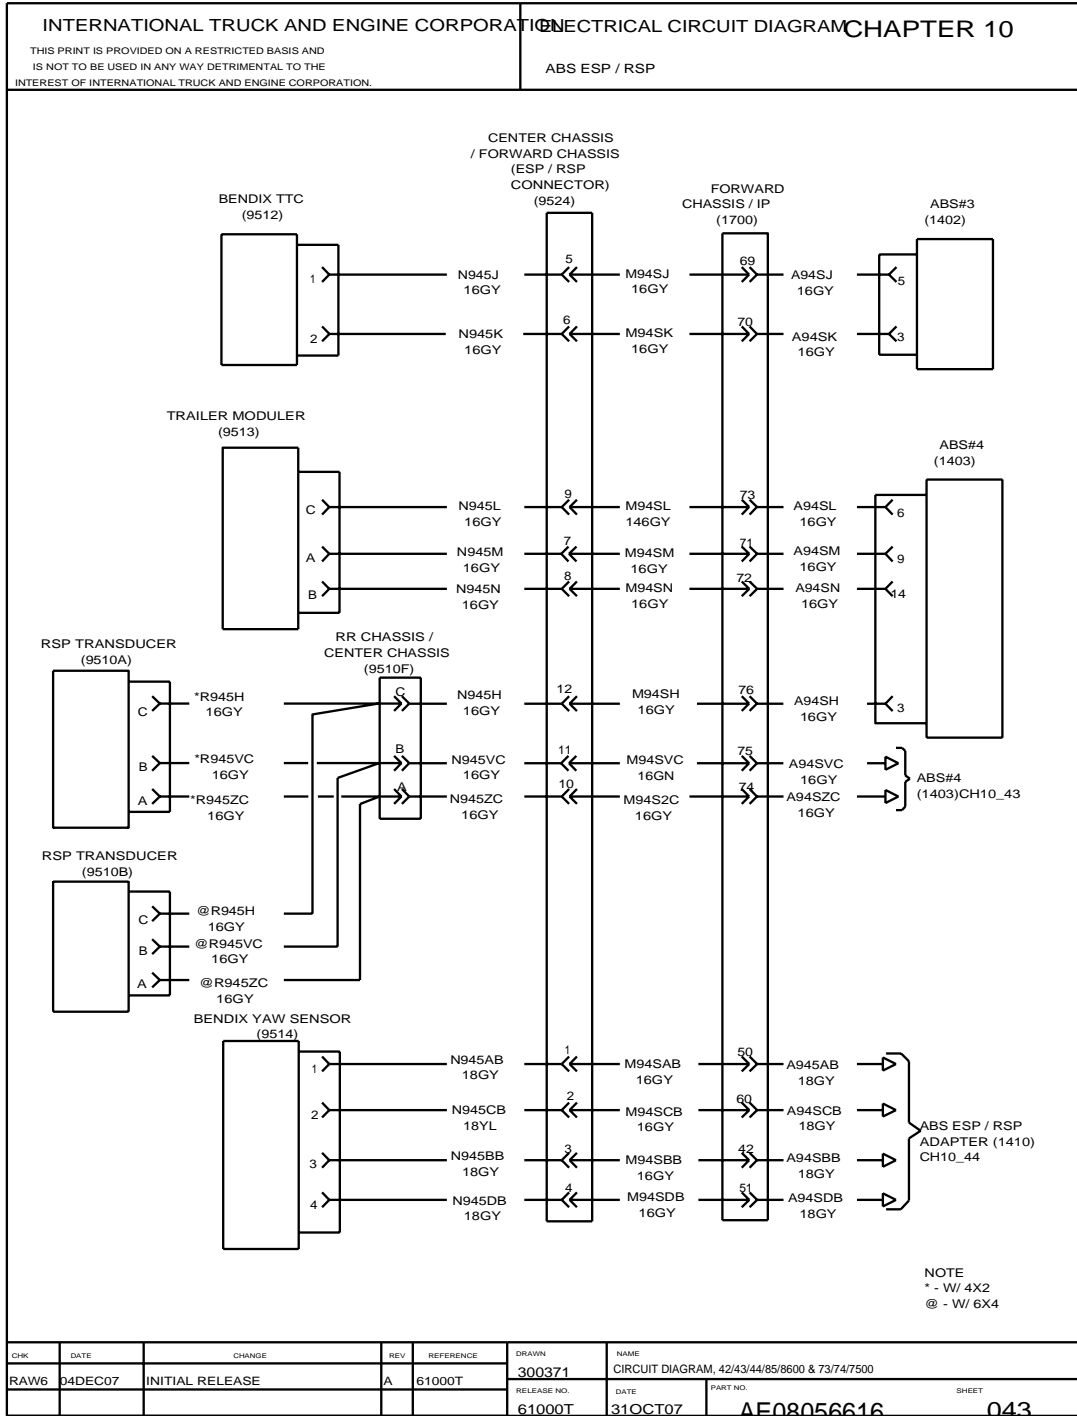 INTERNATIONAL TRUCK AND ENGINE CORPORATION
ELECTRICAL CIRCUIT DIAGRAM
CHAPTER 10
THIS PRINT IS PROVIDED ON A RESTRICTED BASIS AND
IS NOT TO BE USED IN ANY WAY DETRIMENTAL TO THE
INTEREST OF INTERNATIONAL TRUCK AND ENGINE CORPORATION.
ABS ESP / RSP
CENTER CHASSIS
/ FORWARD CHASSIS
(ESP / RSP
CONNECTOR)
(9524)
FORWARD
CHASSIS / IP
(1700)
BENDIX TTC
(9512)
ABS#3
(1402)
1 N945J 5 M94SJ 69 A94SJ 5
16GY 16GY 16GY
2 N945K 6 M94SK 70 A94SK 3
16GY 16GY 16GY
TRAILER MODULER
(9513)
ABS#4
(1403)
C N945L 9 M94SL 73 A94SL 6
16GY 146GY 16GY
A N945M 7 M94SM 71 A94SM 9
16GY 16GY 16GY
B N945N 8 M94SN 72 A94SN 14
16GY 16GY 16GY
RSP TRANSDUCER
(9510A)
RR CHASSIS /
CENTER CHASSIS
(9510F)
C *R945H C N945H 12 M94SH 76 A94SH 3
16GY 16GY 16GY 16GY
B *R945VC B N945VC 11 M94SVC 75 A94SVC
16GY 16GY 16GN 16GY
A *R945ZC A N945ZC 10 M94S2C 74 A94SZC
16GY 16GY 16GY 16GY
ABS#4
(1403)CH10_43
RSP TRANSDUCER
(9510B)
C @R945H
16GY
B @R945VC
16GY
A @R945ZC
16GY
BENDIX YAW SENSOR
(9514)
1 N945AB 1 M94SAB 50 A945AB
18GY 16GY 18GY
2 N945CB 2 M94SCB 60 A94SCB
18YL 16GY 18GY
3 N945BB 3 M94SBB 42 A94SBB
18GY 16GY 18GY
4 N945DB 4 M94SDB 51 A94SDB
18GY 16GY 18GY
ABS ESP / RSP
ADAPTER (1410)
CH10_44
NOTE
* - W/ 4X2
@ - W/ 6X4
CHK DATE CHANGE REV REFERENCE
RAW6 04DEC07 INITIAL RELEASE A 61000T
DRAWN
300371
NAME
CIRCUIT DIAGRAM, 42/43/44/85/8600 & 73/74/7500
RELEASE NO.
61000T
DATE
31OCT07
PART NO.
AE08056616
SHEET
043